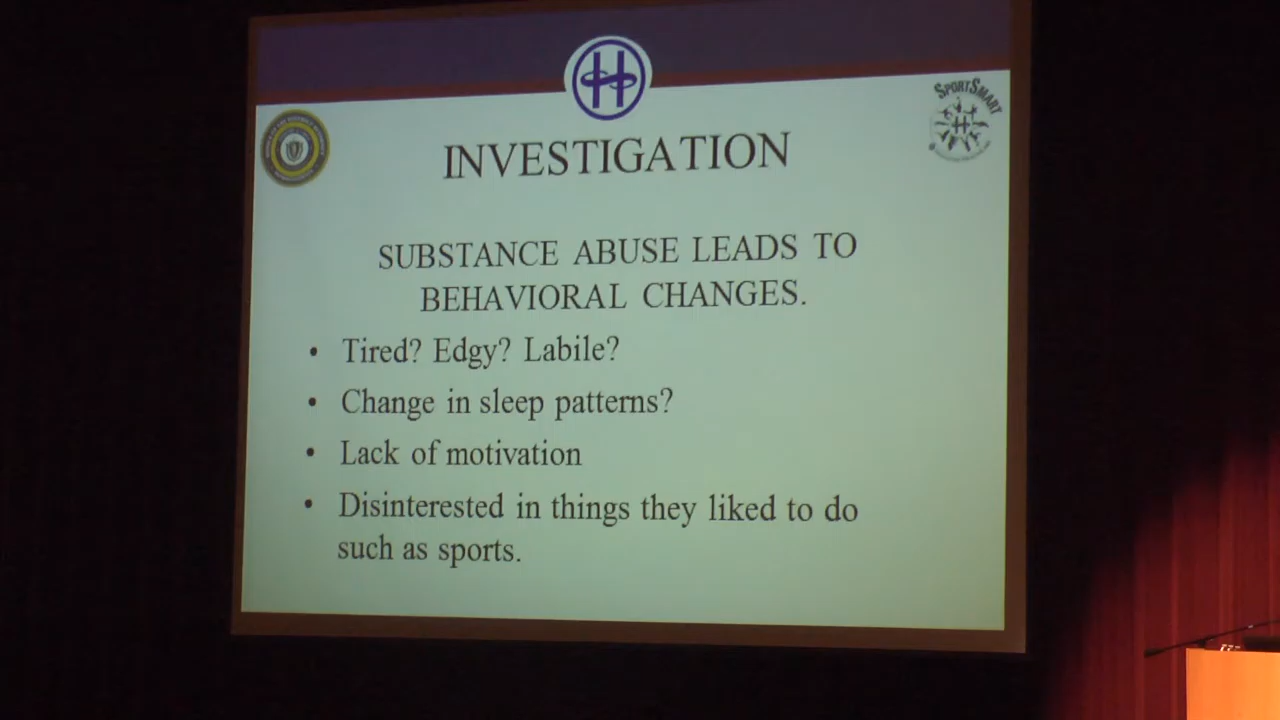 SPORTSMART
H
INVESTIGATION
SUBSTANCE ABUSE LEADS TO
BEHAVIORAL CHANGES.
• Tired? Edgy? Labile?
• Change in sleep patterns?
• Lack of motivation
• Disinterested in things they liked to do
such as sports.